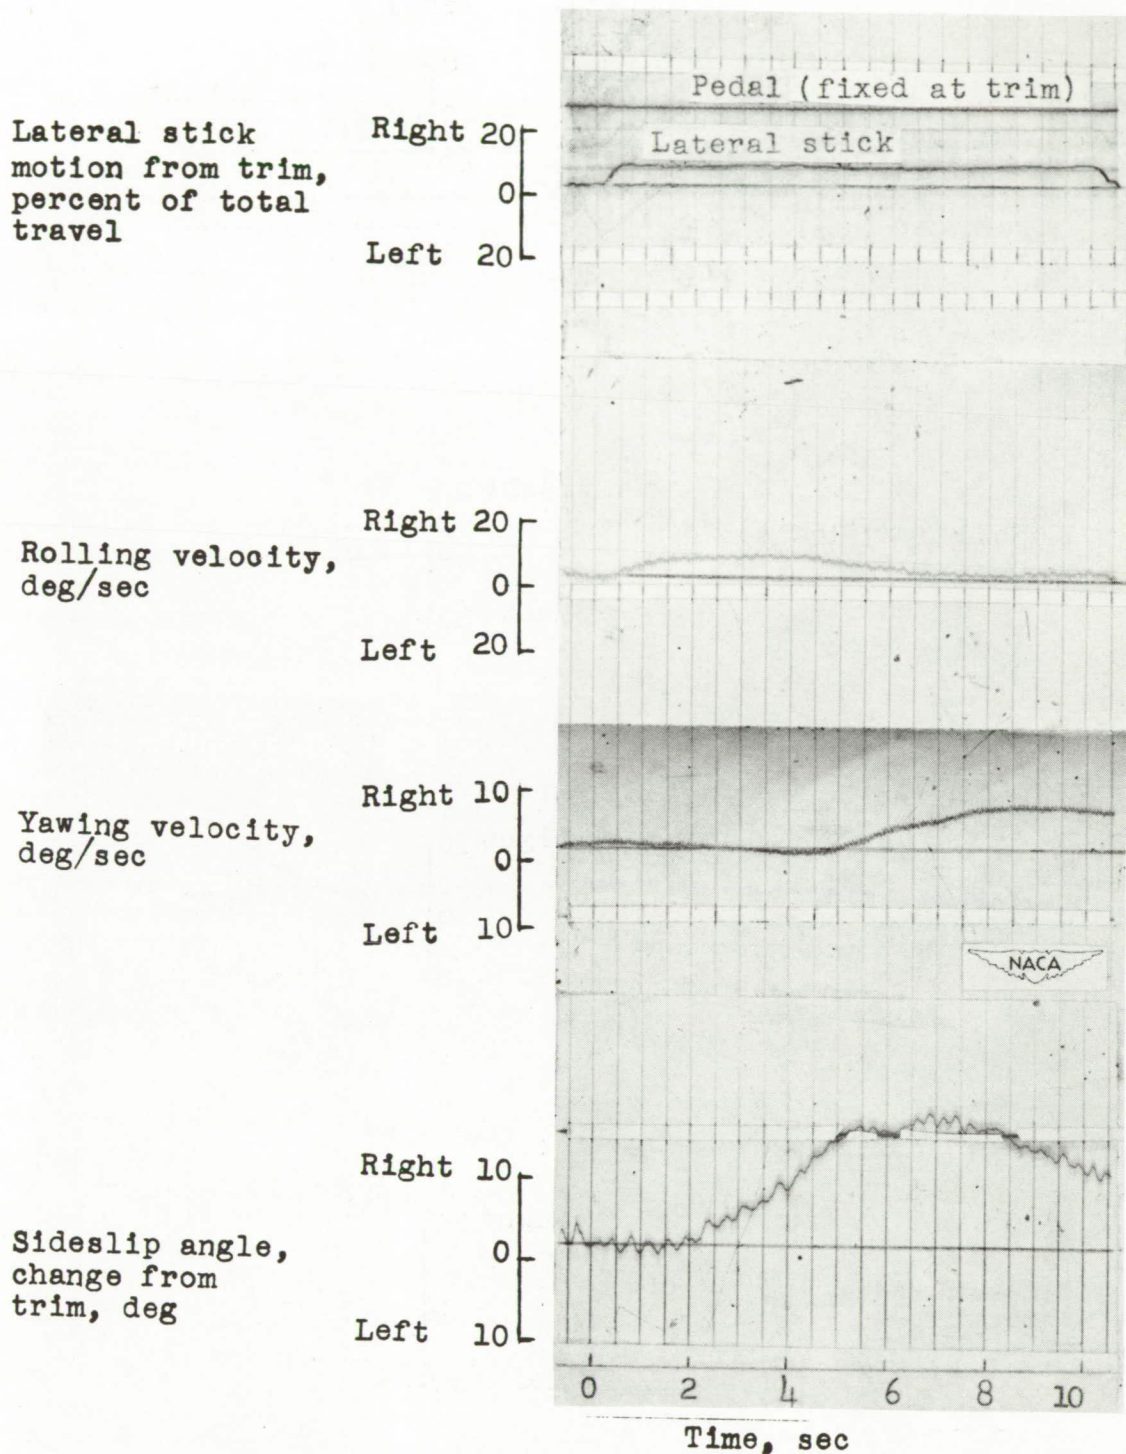 Pedal (fixed at trim)
Lateral stick
motion from trim,
percent of total
travel
Right 20
0
Left 20
Lateral stick
Rolling velocity,
deg/sec
Right 20
0
Left 20
Yawing velocity,
deg/sec
Right 10
0
Left 10
NACA
Sideslip angle,
change from
trim, deg
Right 10
0
Left 10
0 2 4 6 8 10
Time, sec